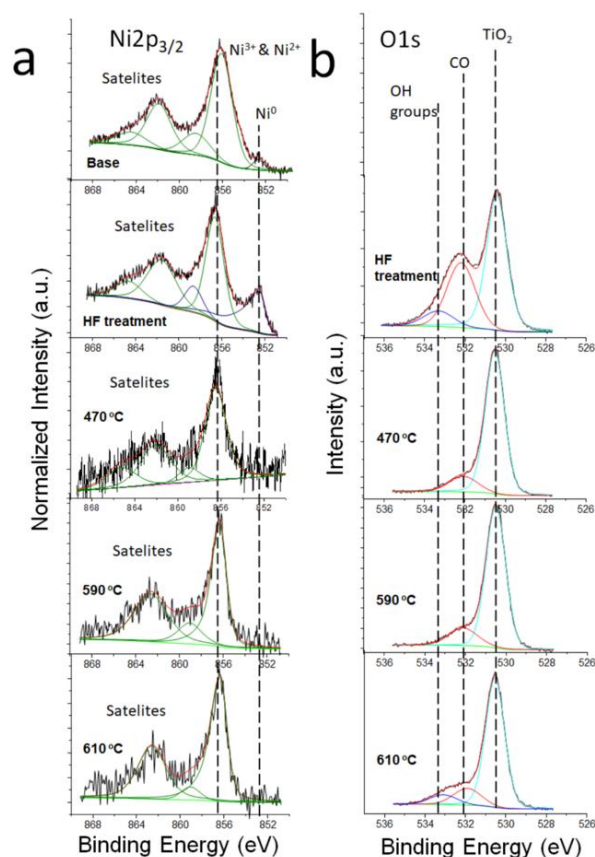 a
Ni2p3/2
Normalized Intensity (a.u.)
Satelites
Ni3+ & Ni2+
Ni0
Base
868 864 860 856 852
Satelites
HF treatment
868 864 860 856 852
Satelites
470 oC
868 864 860 856 852
Satelites
590 oC
868 864 860 856 852
Satelites
610 oC
868 864 860 856 852
Binding Energy (eV)
b
O1s
Intensity (a.u.)
TiO2
CO
OH
groups
HF
treatment
536 534 532 530 528 526
470 oC
536 534 532 530 528 526
590 oC
536 534 532 530 528 526
610 oC
536 534 532 530 528 526
Binding Energy (eV)